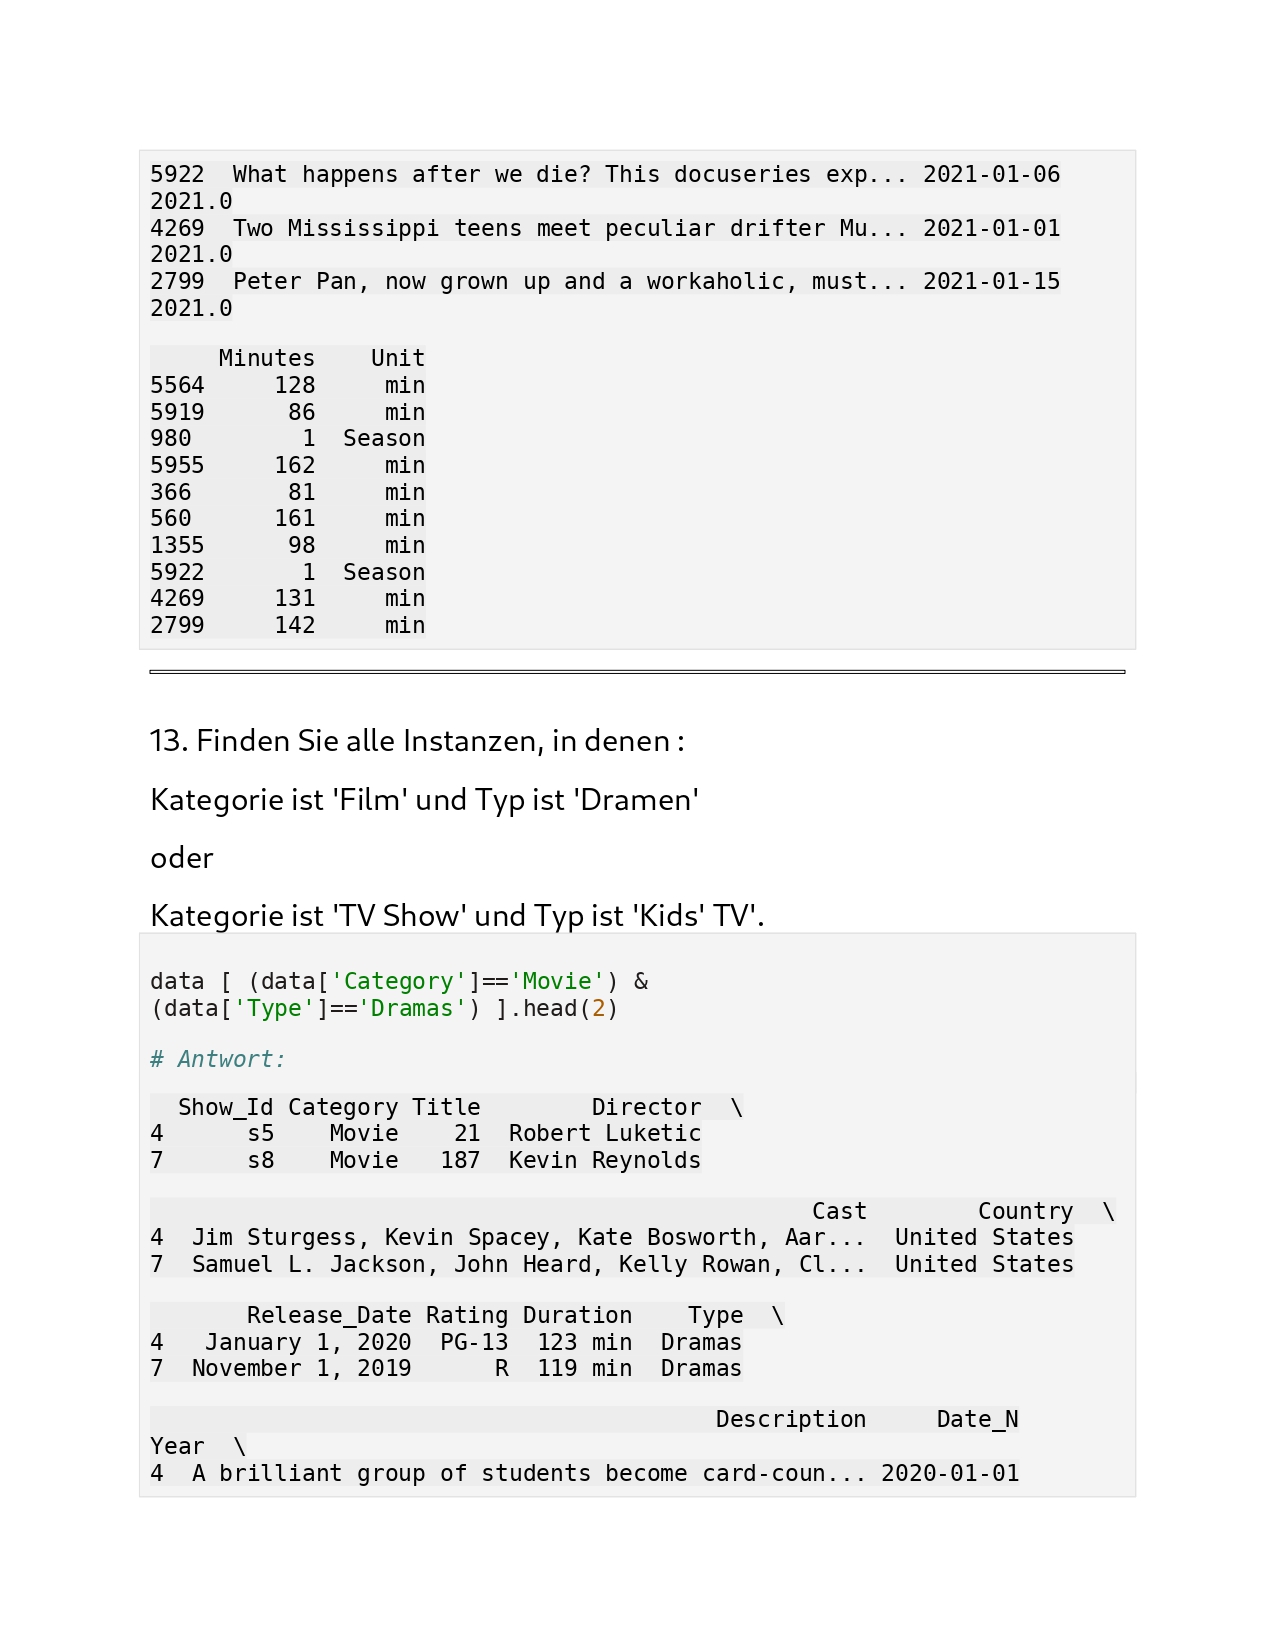 5922  What happens after we die? This docuseries exp... 2021-01-06
2021.0
4269  Two Mississippi teens meet peculiar drifter Mu... 2021-01-01
2021.0
2799  Peter Pan, now grown up and a workaholic, must... 2021-01-15
2021.0
     Minutes    Unit
5564     128     min
5919      86     min
980        1  Season
5955     162     min
366       81     min
560      161     min
1355      98     min
5922       1  Season
4269     131     min
2799     142     min
13. Finden Sie alle Instanzen, in denen :
Kategorie ist 'Film' und Typ ist 'Dramen'
oder
Kategorie ist 'TV Show' und Typ ist 'Kids' TV'.
data [ (data['Category']=='Movie') &
(data['Type']=='Dramas') ].head(2)
# Antwort:
  Show_Id Category Title        Director  \
4      s5    Movie    21  Robert Luketic
7      s8    Movie   187  Kevin Reynolds
                                                Cast        Country  \
4  Jim Sturgess, Kevin Spacey, Kate Bosworth, Aar...  United States
7  Samuel L. Jackson, John Heard, Kelly Rowan, Cl...  United States
       Release_Date Rating Duration    Type  \
4   January 1, 2020  PG-13  123 min  Dramas
7  November 1, 2019      R  119 min  Dramas
                                         Description     Date_N
Year  \
4  A brilliant group of students become card-coun... 2020-01-01